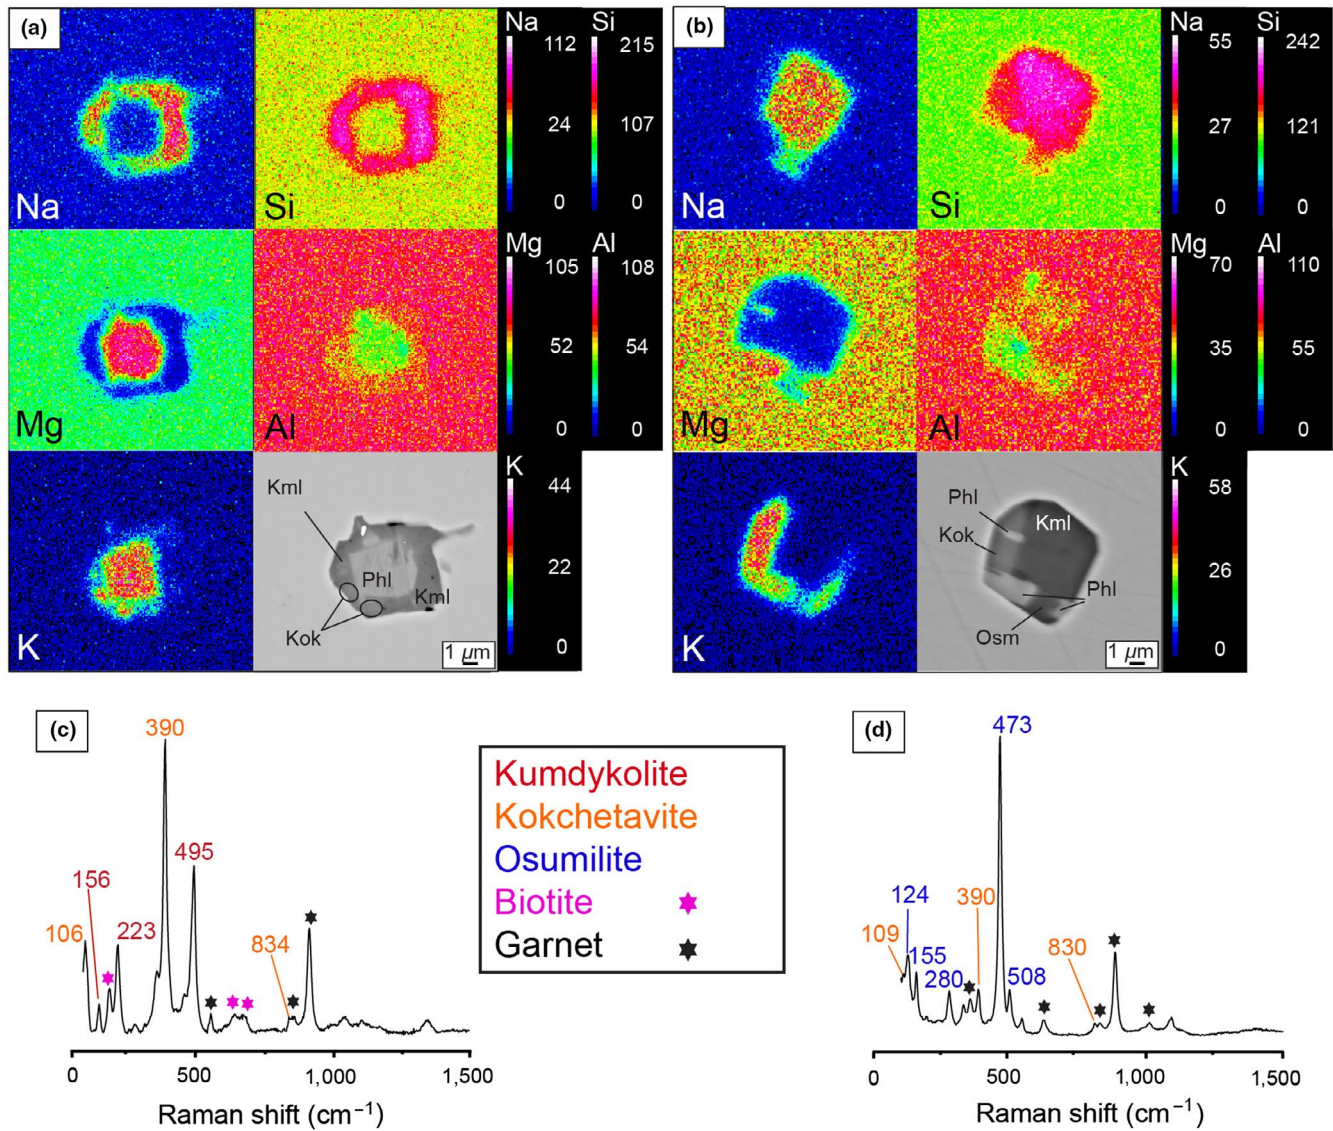 (a)
Na
Si
Na
112
24
0
Si
215
107
0
Mg
Al
Mg
105
52
0
Al
108
54
0
K
Kml
Phl
Kml
Kok
1 µm
K
44
22
0
(b)
Na
Si
Na
55
27
0
Si
242
121
0
Mg
Al
Mg
70
35
0
Al
110
55
0
K
Phl
Kml
Kok
Phl
Osm
1 µm
K
58
26
0
(c)
390
495
156
106
223
834
0 500 1,000 1,500
Raman shift (cm−1)
Kumdykolite
Kokchetavite
Osumilite
Biotite
Garnet
(d)
473
124
390
109
155
830
280
508
0 500 1,000 1,500
Raman shift (cm−1)